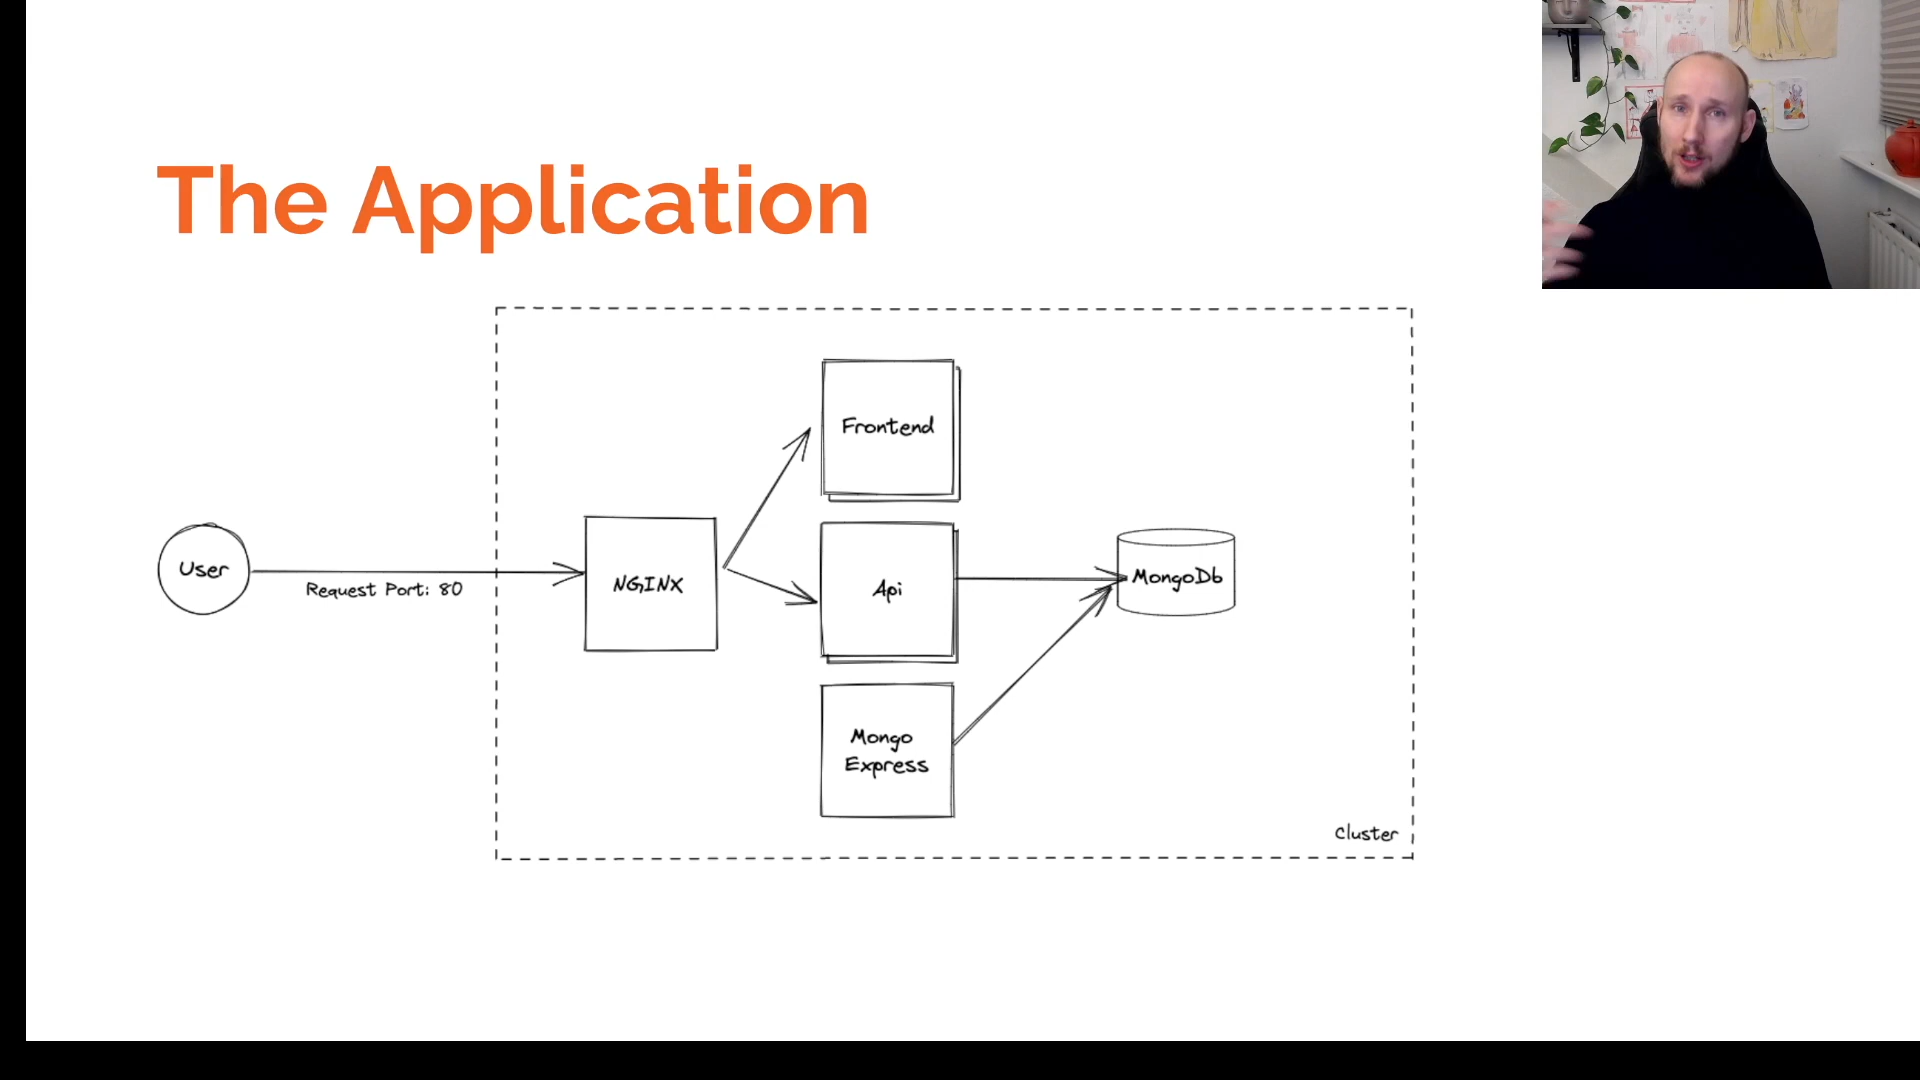 The Application
Frontend
User
Request Port: 80
NGINX
Api
MongoDb
Mongo
Express
Cluster